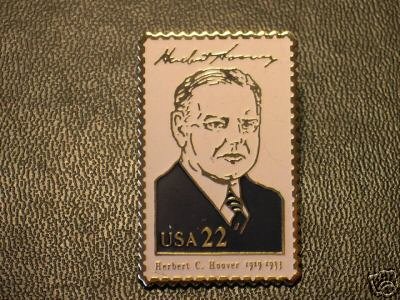 Herbert Hoover
USA 22
Herbert C. Hoover 1929-1933